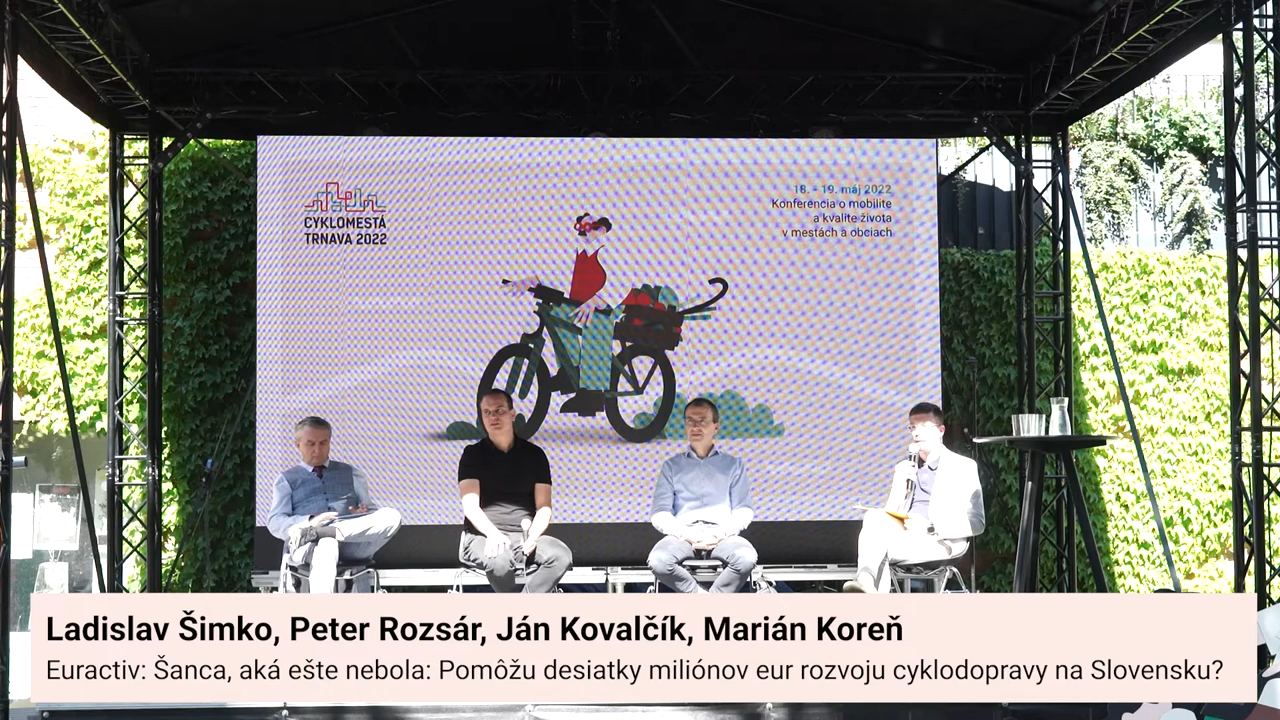 CYKLOMESTÁ
TRNAVA 2022
18. - 19. máj 2022
Konferencia o mobilite
a kvalite života
v mestách a obciach
Ladislav Šimko, Peter Rozsár, Ján Kovalčík, Marián Koreň
Euractiv: Šanca, aká ešte nebola: Pomôžu desiatky miliónov eur rozvoju cyklodopravy na Slovensku?